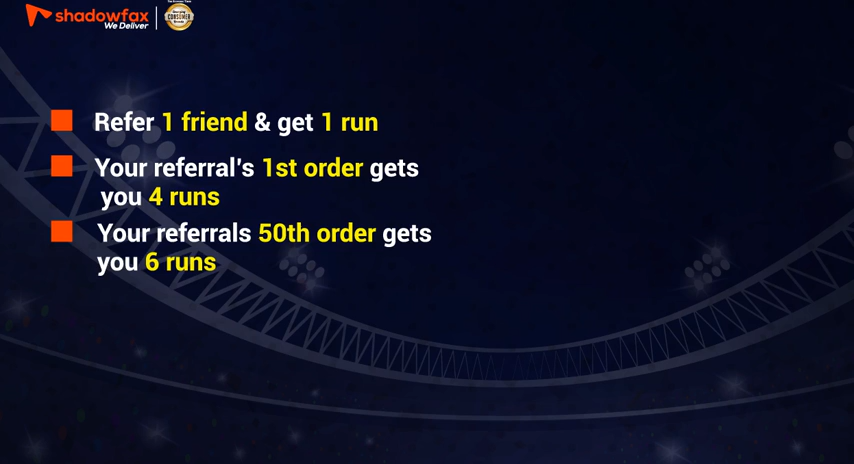 shadowfax
We Deliver
CONSUMER
Refer 1 friend & get 1 run
Your referral's 1st order gets
you 4 runs
Your referrals 50th order gets
you 6 runs